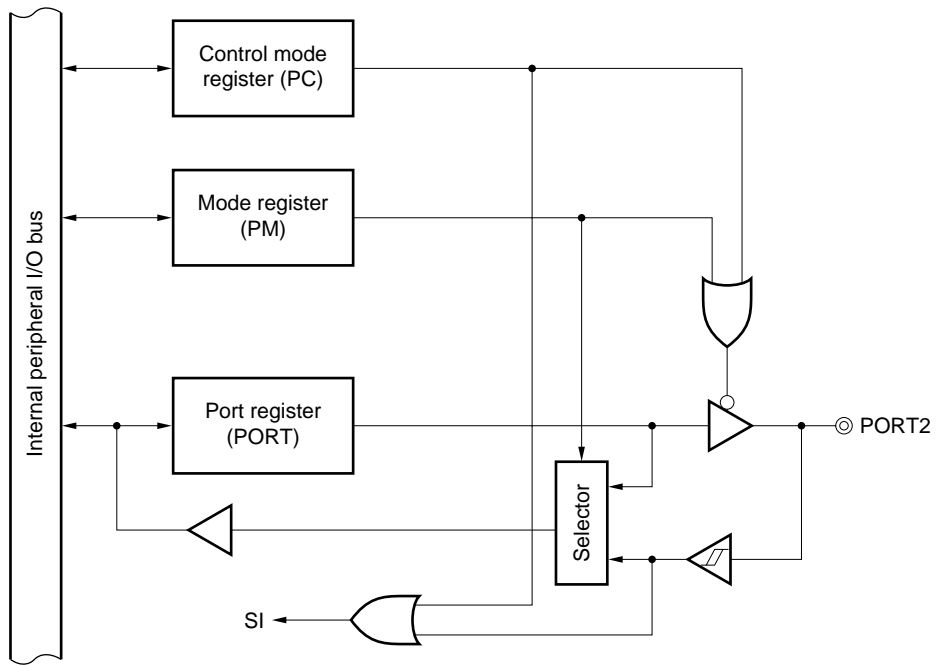 Control mode
register (PC)
Mode register
(PM)
Internal peripheral I/O bus
Port register
(PORT)
PORT2
Selector
SI